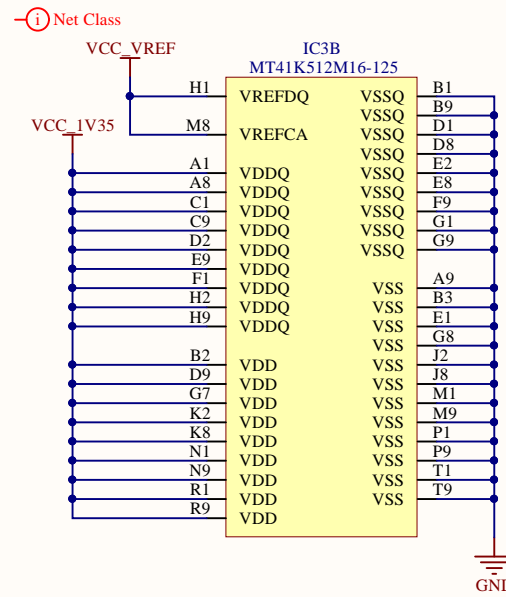 i Net Class
VCC_VREF
IC3B
MT41K512M16-125
H1 VREFDQ VSSQ B1
VSSQ B9
M8 VREFCA VSSQ D1
VCC_1V35
VSSQ D8
A1 VDDQ VSSQ E2
A8 VDDQ VSSQ E8
C1 VDDQ VSSQ F9
C9 VDDQ VSSQ G1
D2 VDDQ VSSQ G9
E9 VDDQ
F1 VDDQ VSS A9
H2 VDDQ VSS B3
H9 VDDQ VSS E1
VSS G8
B2 VDD VSS J2
D9 VDD VSS J8
G7 VDD VSS M1
K2 VDD VSS M9
K8 VDD VSS P1
N1 VDD VSS P9
N9 VDD VSS T1
R1 VDD VSS T9
R9 VDD
GND